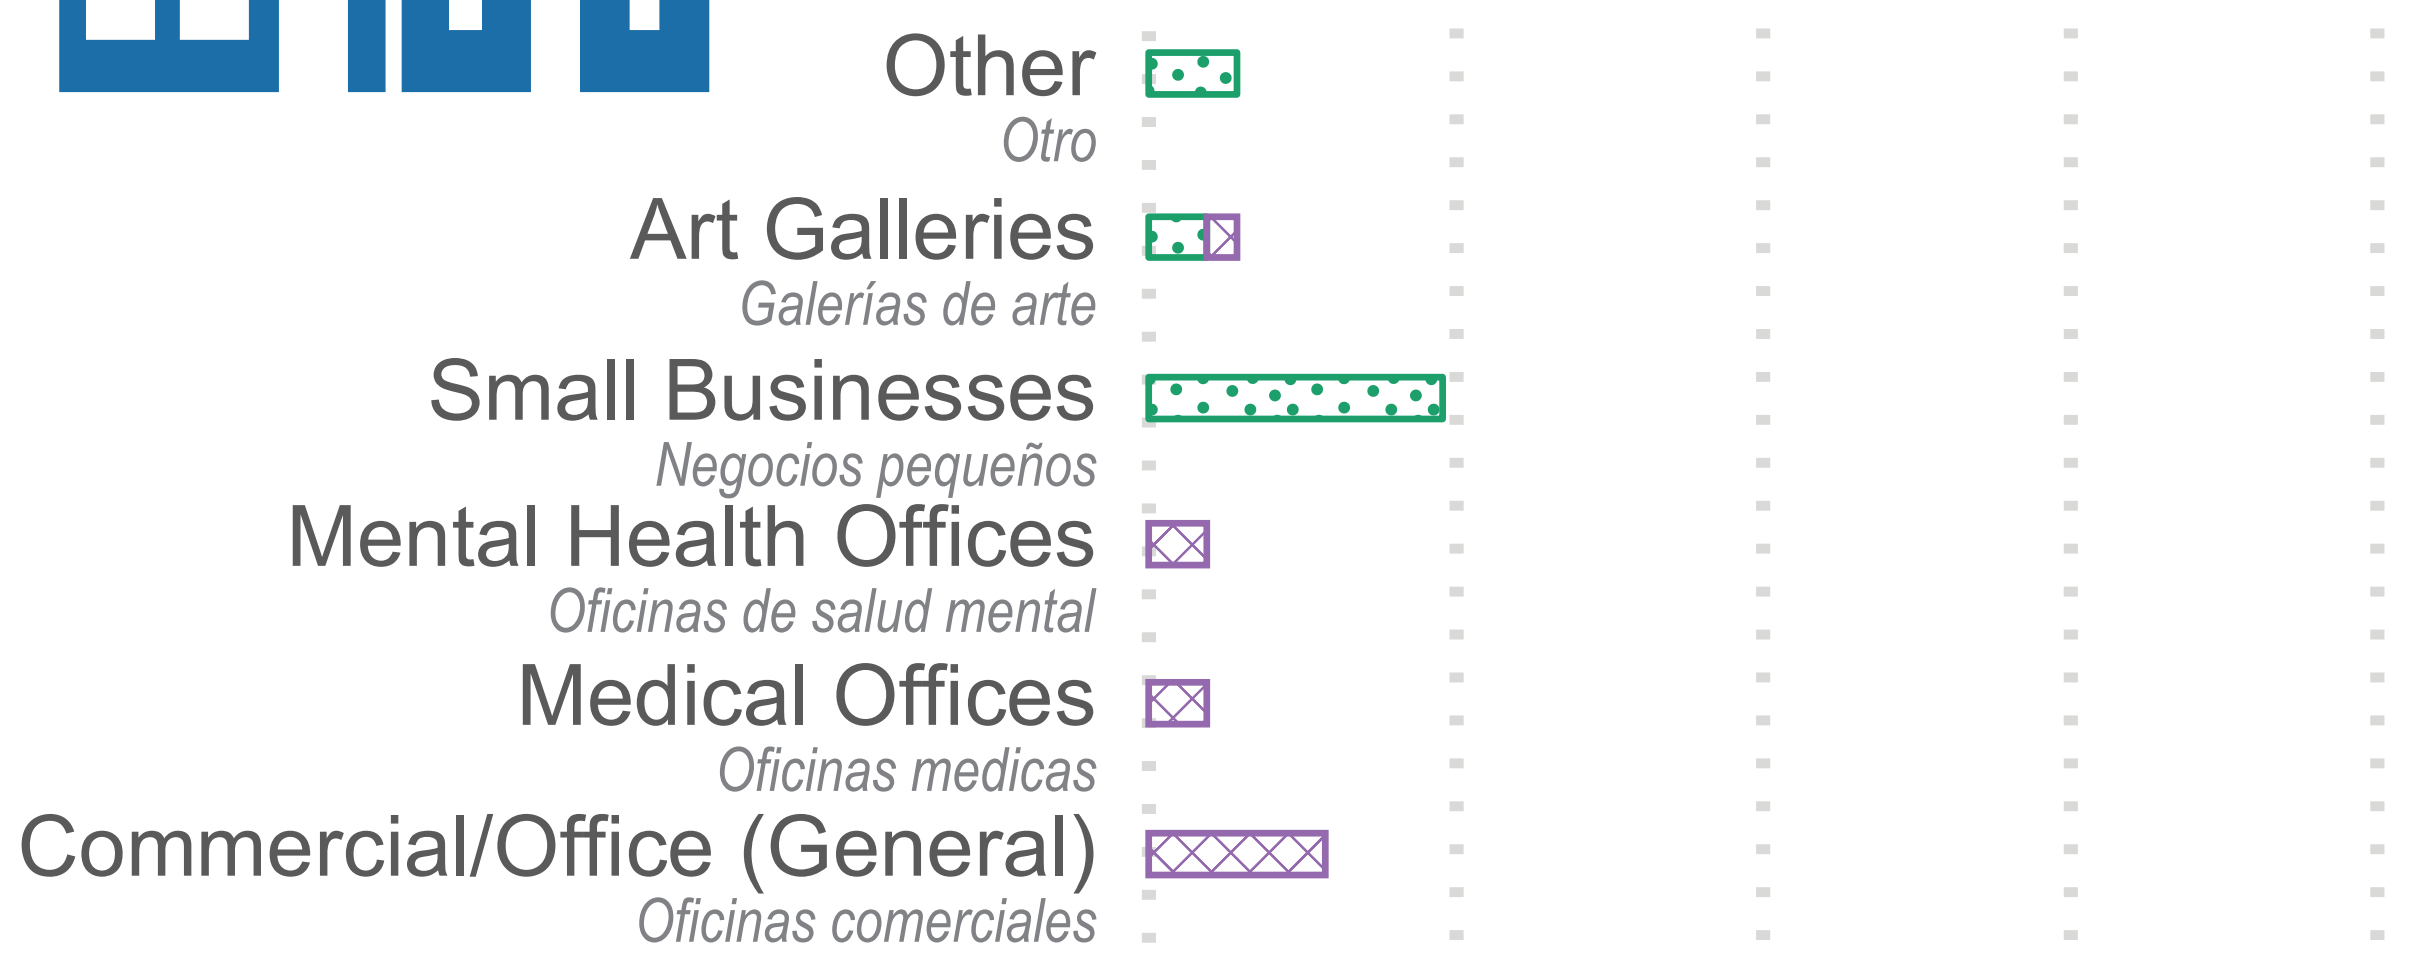 Other
Otro
Art Galleries
Galerías de arte
Small Businesses
Negocios pequeños
Mental Health Offices
Oficinas de salud mental
Medical Offices
Oficinas medicas
Commercial/Office (General)
Oficinas comerciales